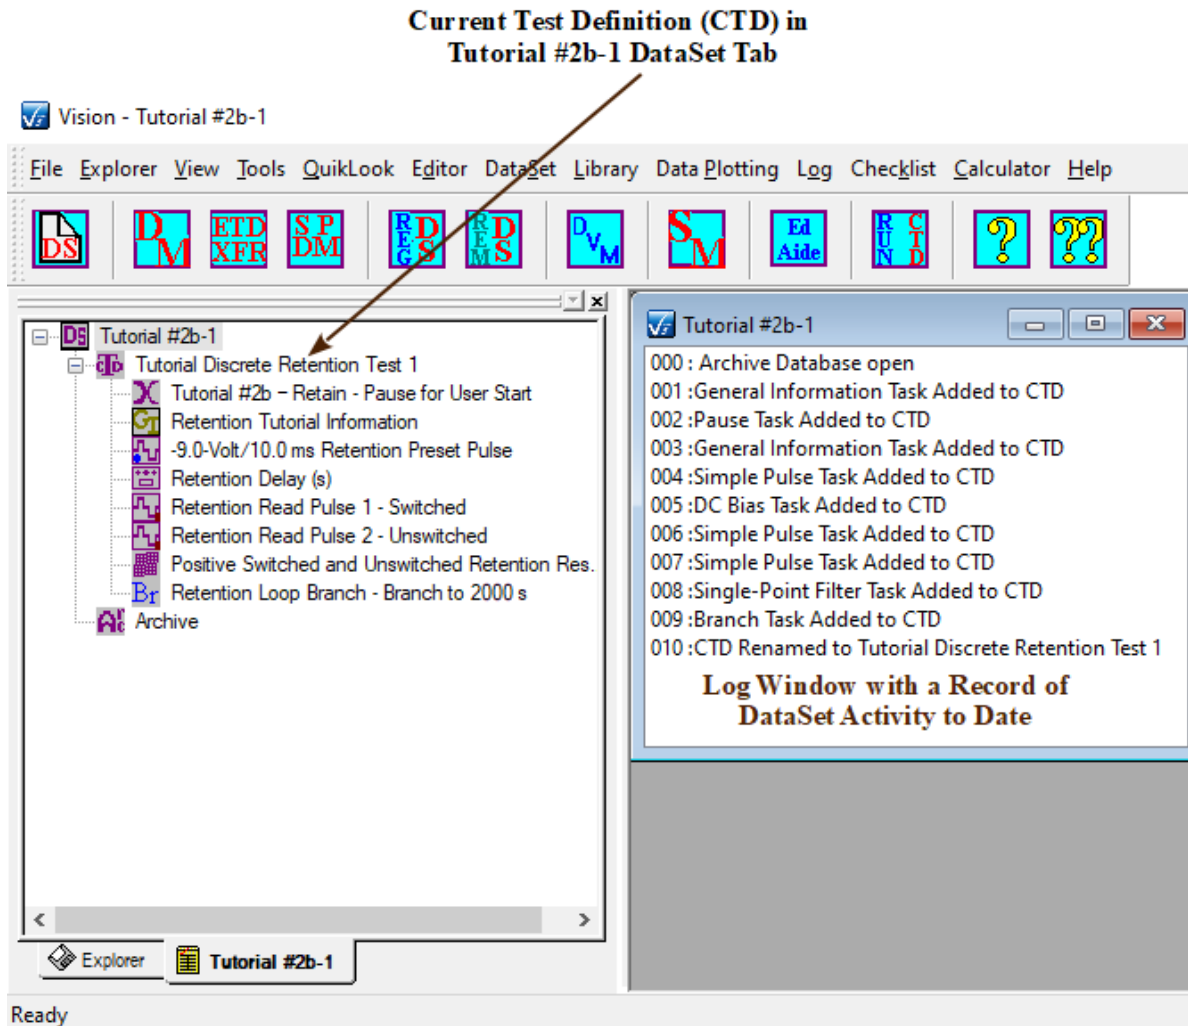 Current Test Definition (CTD) in
Tutorial #2b-1 DataSet Tab
Vision - Tutorial #2b-1
File Explorer View Tools QuikLook Editor DataSet Library Data Plotting Log Checklist Calculator Help
DS DM ETD XFR SP DM REG DS REM DS DVM SM Ed Aide RUN CTD ? ??
DS Tutorial #2b-1
CTD Tutorial Discrete Retention Test 1
Tutorial #2b – Retain - Pause for User Start
GT Retention Tutorial Information
-9.0-Volt/10.0 ms Retention Preset Pulse
Retention Delay (s)
Retention Read Pulse 1 - Switched
Retention Read Pulse 2 - Unswitched
Positive Switched and Unswitched Retention Res.
Br Retention Loop Branch - Branch to 2000 s
Archive
Explorer
Tutorial #2b-1
Tutorial #2b-1
000 : Archive Database open
001 :General Information Task Added to CTD
002 :Pause Task Added to CTD
003 :General Information Task Added to CTD
004 :Simple Pulse Task Added to CTD
005 :DC Bias Task Added to CTD
006 :Simple Pulse Task Added to CTD
007 :Simple Pulse Task Added to CTD
008 :Single-Point Filter Task Added to CTD
009 :Branch Task Added to CTD
010 :CTD Renamed to Tutorial Discrete Retention Test 1
Log Window with a Record of
DataSet Activity to Date
Ready